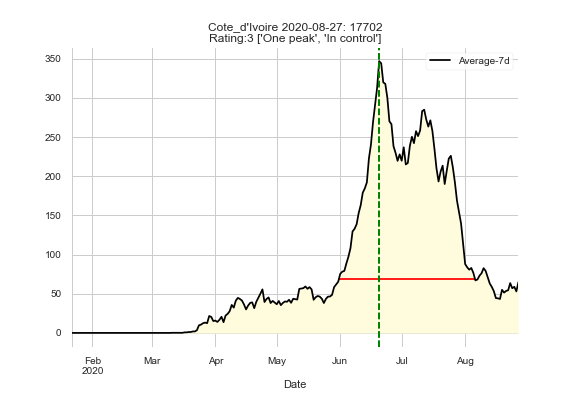 Cote_d'Ivoire 2020-08-27: 17702
Rating:3 ['One peak', 'In control']
Average-7d
350
300
250
200
150
100
50
0
Feb Mar Apr May Jun Jul Aug
2020
Date